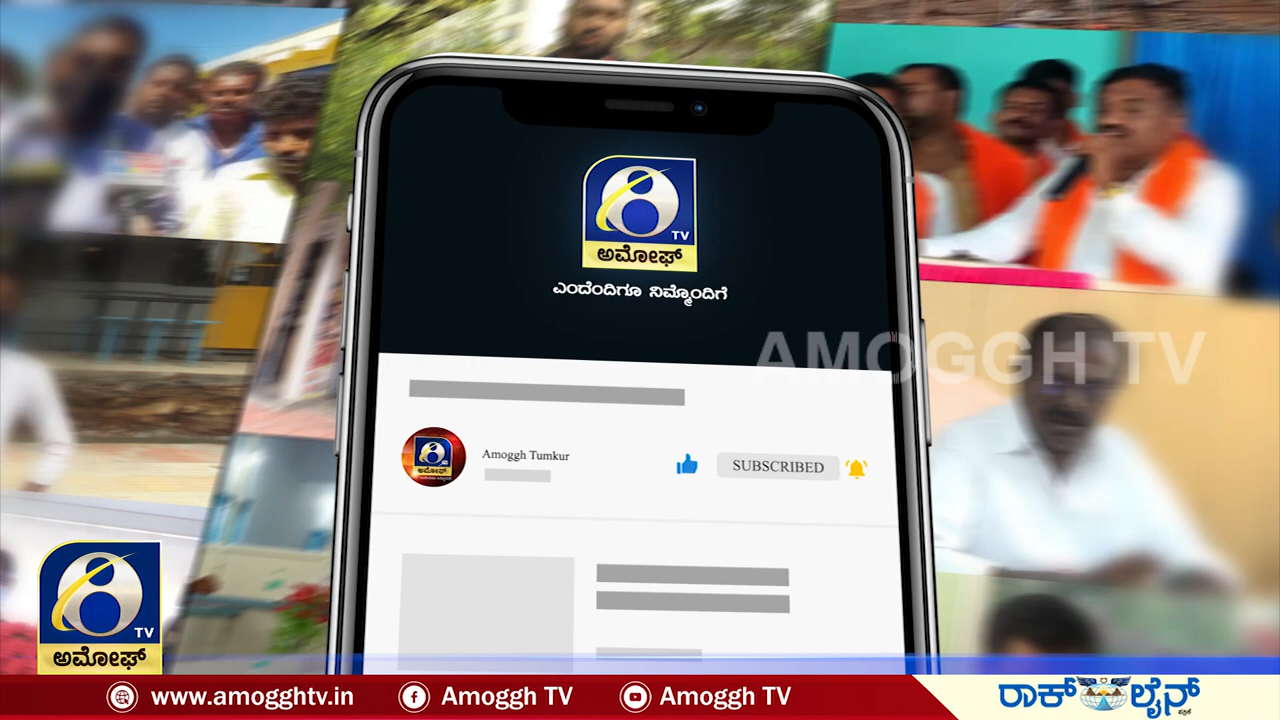 TV
ಅಮೋಘ್
ಎಂದೆಂದಿಗೂ ನಿಮ್ಮೊಂದಿಗೆ
AMOGGH TV
Amoggh Tumkur
SUBSCRIBED
TV
ಅಮೋಘ್
www.amogghtv.in
Amoggh TV
Amoggh TV
ರಾಕ್ ಲೈನ್